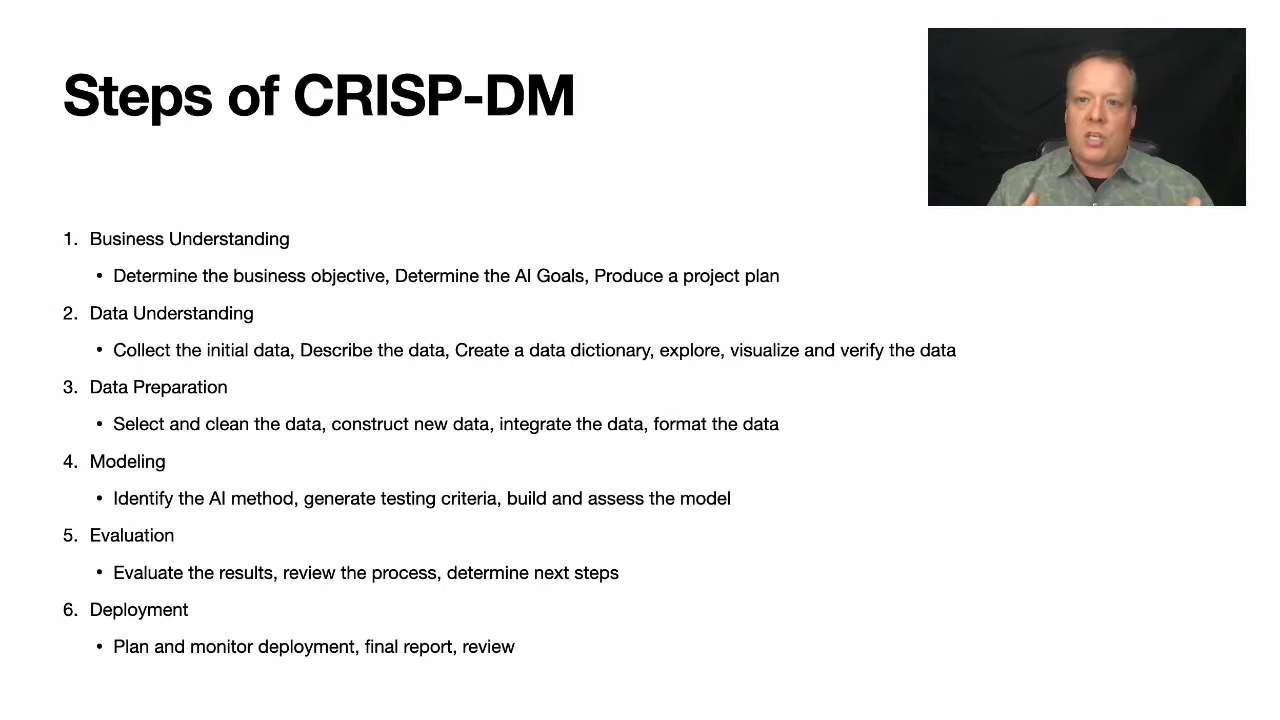 Steps of CRISP-DM
1. Business Understanding
• Determine the business objective, Determine the AI Goals, Produce a project plan
2. Data Understanding
• Collect the initial data, Describe the data, Create a data dictionary, explore, visualize and verify the data
3. Data Preparation
• Select and clean the data, construct new data, integrate the data, format the data
4. Modeling
• Identify the AI method, generate testing criteria, build and assess the model
5. Evaluation
• Evaluate the results, review the process, determine next steps
6. Deployment
• Plan and monitor deployment, final report, review